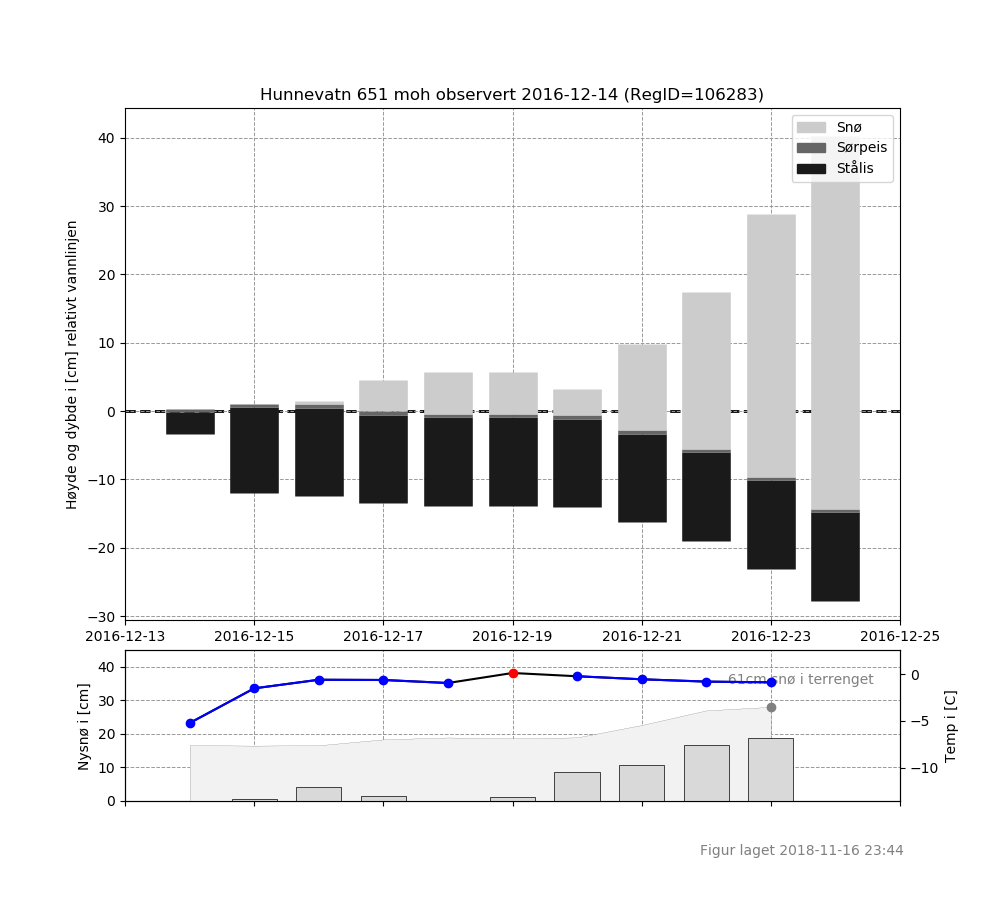 Hunnevatn 651 moh observert 2016-12-14 (RegID=106283)
Høyde og dybde i [cm] relativt vannlinjen
40
30
20
10
0
−10
−20
−30
Snø
Sørpeis
Stålis
2016-12-13 2016-12-15 2016-12-17 2016-12-19 2016-12-21 2016-12-23 2016-12-25
Nysnø i [cm]
40
30
20
10
0
61cm snø i terrenget
0
−5
−10
Temp i [C]
Figur laget 2018-11-16 23:44